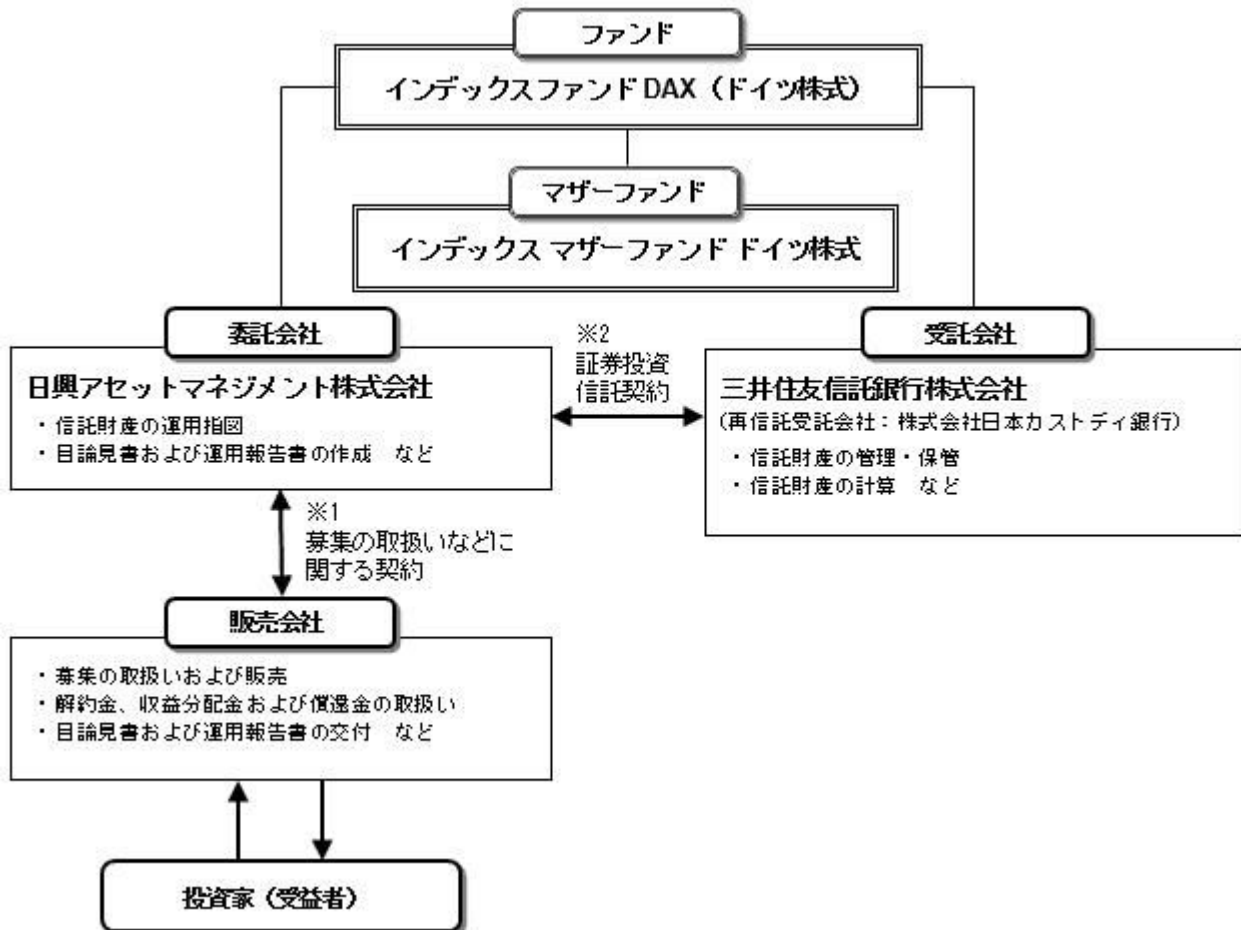 ファンド
インデックスファンド DAX（ドイツ株式）
マザーファンド
インデックス マザーファンド ドイツ株式
委託会社
日興アセットマネジメント株式会社
・信託財産の運用指図
・目論見書および運用報告書の作成　など
※2
証券投資
信託契約
受託会社
三井住友信託銀行株式会社
(再信託受託会社：株式会社日本カストディ銀行)
・信託財産の管理・保管
・信託財産の計算　など
※1
募集の取扱いなどに
関する契約
販売会社
・募集の取扱いおよび販売
・解約金、収益分配金および償還金の取扱い
・目論見書および運用報告書の交付　など
投資家（受益者）